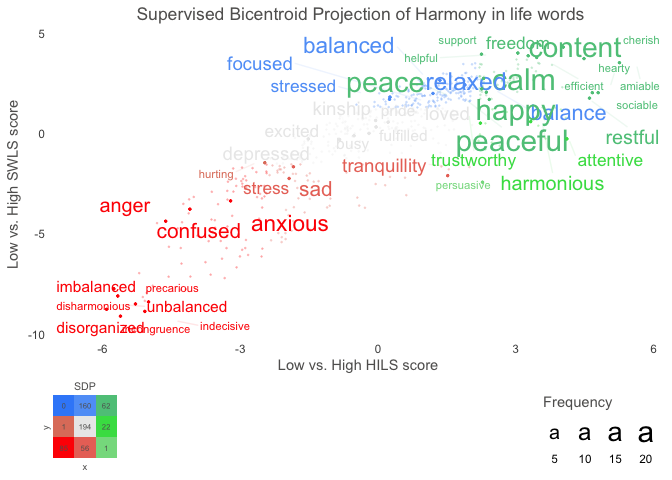 Supervised Bicentroid Projection of Harmony in life words
5
0
-5
-10
Low vs. High SWLS score
balanced
support
freedom
content
cherish
focused
helpful
hearty
stressed
peace
relaxed
calm
efficient
amiable
kinship
pride
loved
happy
balance
sociable
excited
busy
fulfilled
peaceful
restful
depressed
tranquillity
trustworthy
attentive
hurting
stress
sad
persuasive
harmonious
anger
confused
anxious
imbalanced
precarious
disharmonious
unbalanced
disorganized
incongruence
indecisive
-6
-3
0
3
6
Low vs. High HILS score
SDP
6 160 62
y
1 194 22
56 1
x
Frequency
a a a a
5 10 15 20